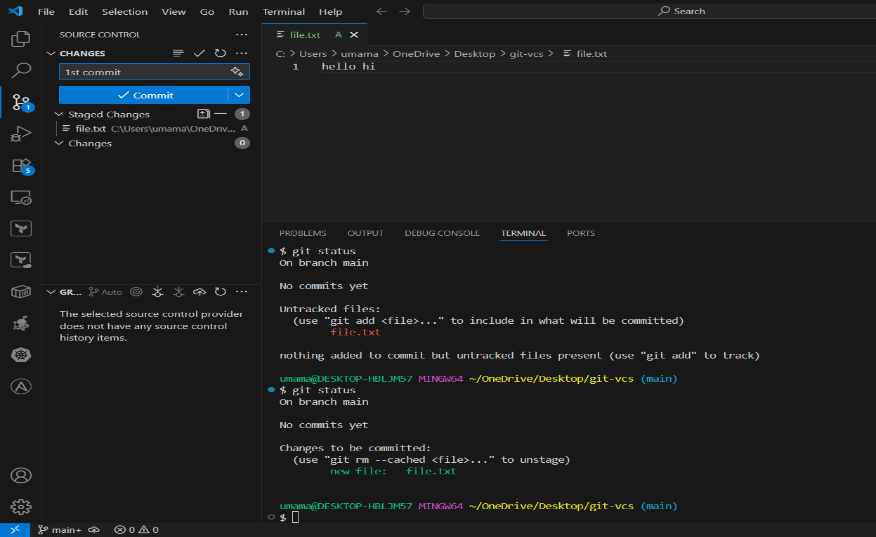 File Edit Selection View Go Run Terminal Help
Search
SOURCE CONTROL
CHANGES
1st commit
Commit
Staged Changes 1
file.txt C:\Users\umama\OneDriv... A
Changes 0
GR... Auto
The selected source control provider
does not have any source control
history items.
file.txt A
C: > Users > umama > OneDrive > Desktop > git-vcs > file.txt
1 hello hi
PROBLEMS OUTPUT DEBUG CONSOLE TERMINAL PORTS
$ git status
On branch main
No commits yet
Untracked files:
(use "git add <file>..." to include in what will be committed)
file.txt
nothing added to commit but untracked files present (use "git add" to track)
umama@DESKTOP-HBLJM57 MINGW64 ~/OneDrive/Desktop/git-vcs (main)
$ git status
On branch main
No commits yet
Changes to be committed:
(use "git rm --cached <file>..." to unstage)
new file: file.txt
umama@DESKTOP-HBLJM57 MINGW64 ~/OneDrive/Desktop/git-vcs (main)
$
1
5
main+ 0 0